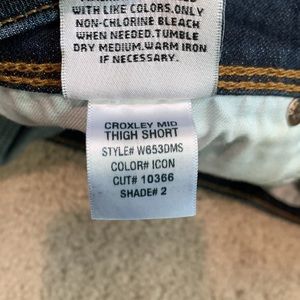 WITH LIKE COLORS.ONLY
NON-CHLORINE BLEACH
WHEN NEEDED.TUMBLE
DRY MEDIUM.WARM IRON
IF NECESSARY.
CROXLEY MID
THIGH SHORT
STYLE# W653DMS
COLOR# ICON
CUT# 10366
SHADE# 2